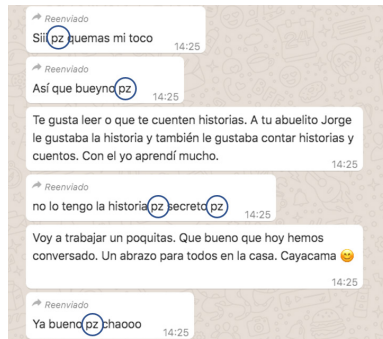 Reenviado
Siii pz quemas mi toco 14:25
Reenviado
Así que bueyno pz 14:25
Te gusta leer o que te cuenten historias. A tu abuelito Jorge
le gustaba la historia y también le gustaba contar historias y
cuentos. Con el yo aprendí mucho.
14:25
Reenviado
no lo tengo la historia pz secreto pz 14:25
Voy a trabajar un poquitas. Que bueno que hoy hemos
conversado. Un abrazo para todos en la casa. Cayacama 😊
14:25
Reenviado
Ya bueno pz chaooo 14:25